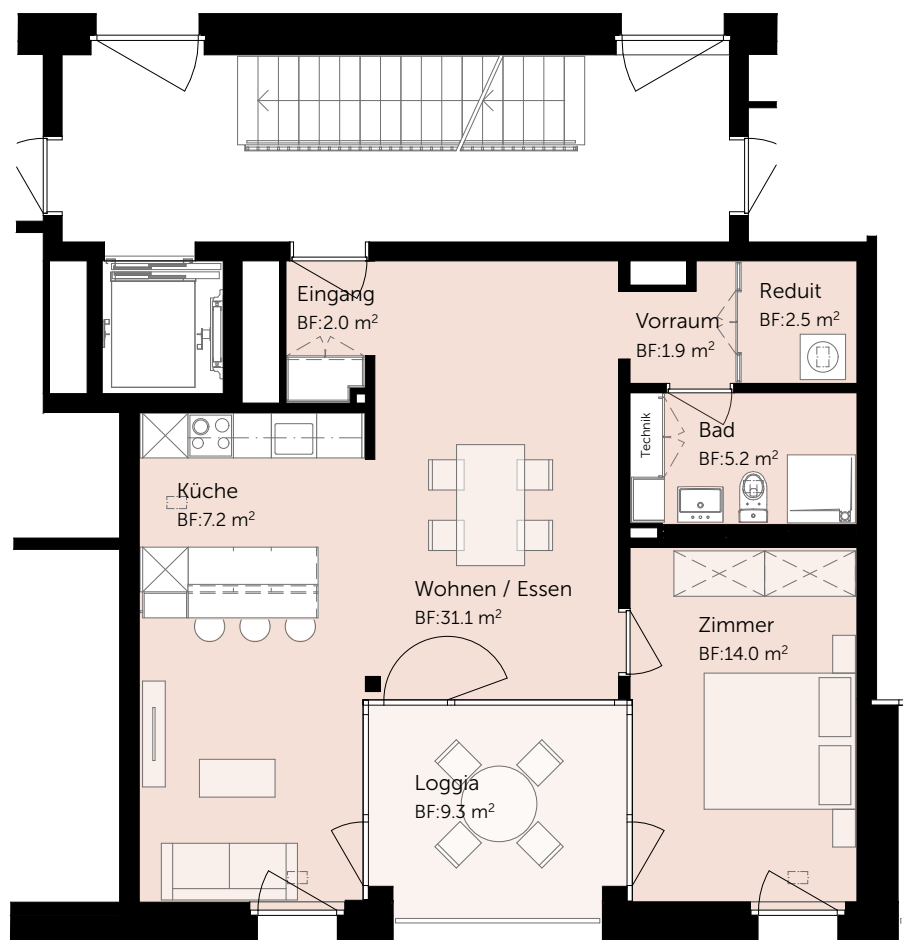 Eingang
BF:2.0 m²
Vorraum
BF:1.9 m²
Reduit
BF:2.5 m²
Technik
Bad
BF:5.2 m²
Küche
BF:7.2 m²
Wohnen / Essen
BF:31.1 m²
Zimmer
BF:14.0 m²
Loggia
BF:9.3 m²